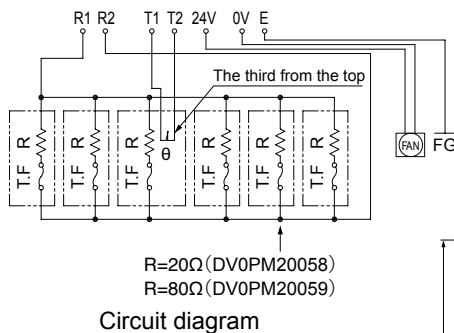 R1 R2 T1 T2 24V 0V E
The third from the top
R T.F
R T.F
R T.F
θ
R T.F
R T.F
R T.F
FAN
FG
R=20Ω(DV0PM20058)
R=80Ω(DV0PM20059)
Circuit diagram